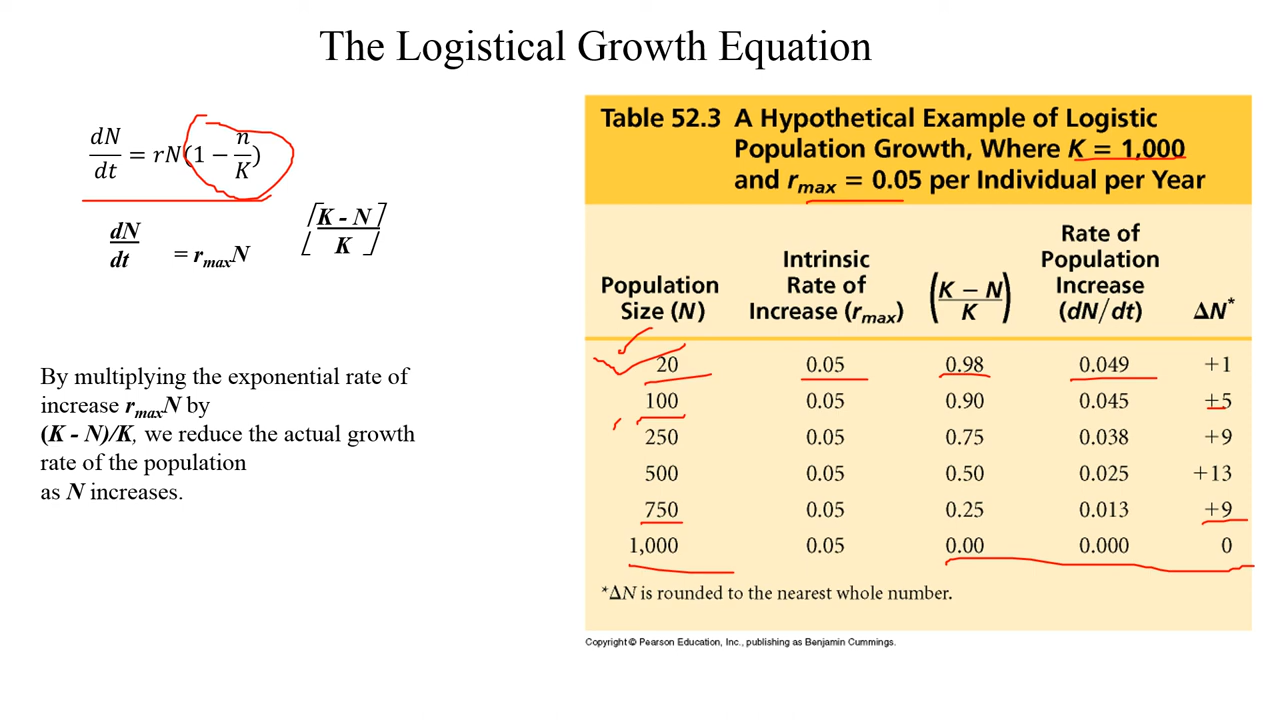 The Logistical Growth Equation
dN/dt = rN(1 − n/K)
dN/dt = rmaxN [K - N / K]
By multiplying the exponential rate of
increase rmaxN by
(K - N)/K, we reduce the actual growth
rate of the population
as N increases.
Table 52.3 A Hypothetical Example of Logistic
Population Growth, Where K = 1,000
and rmax = 0.05 per Individual per Year
Population Size (N) Intrinsic Rate of Increase (rmax) (K − N / K) Rate of Population Increase (dN/dt) ΔN*
20 0.05 0.98 0.049 +1
100 0.05 0.90 0.045 +5
250 0.05 0.75 0.038 +9
500 0.05 0.50 0.025 +13
750 0.05 0.25 0.013 +9
1,000 0.05 0.00 0.000 0
*ΔN is rounded to the nearest whole number.
Copyright © Pearson Education, Inc., publishing as Benjamin Cummings.